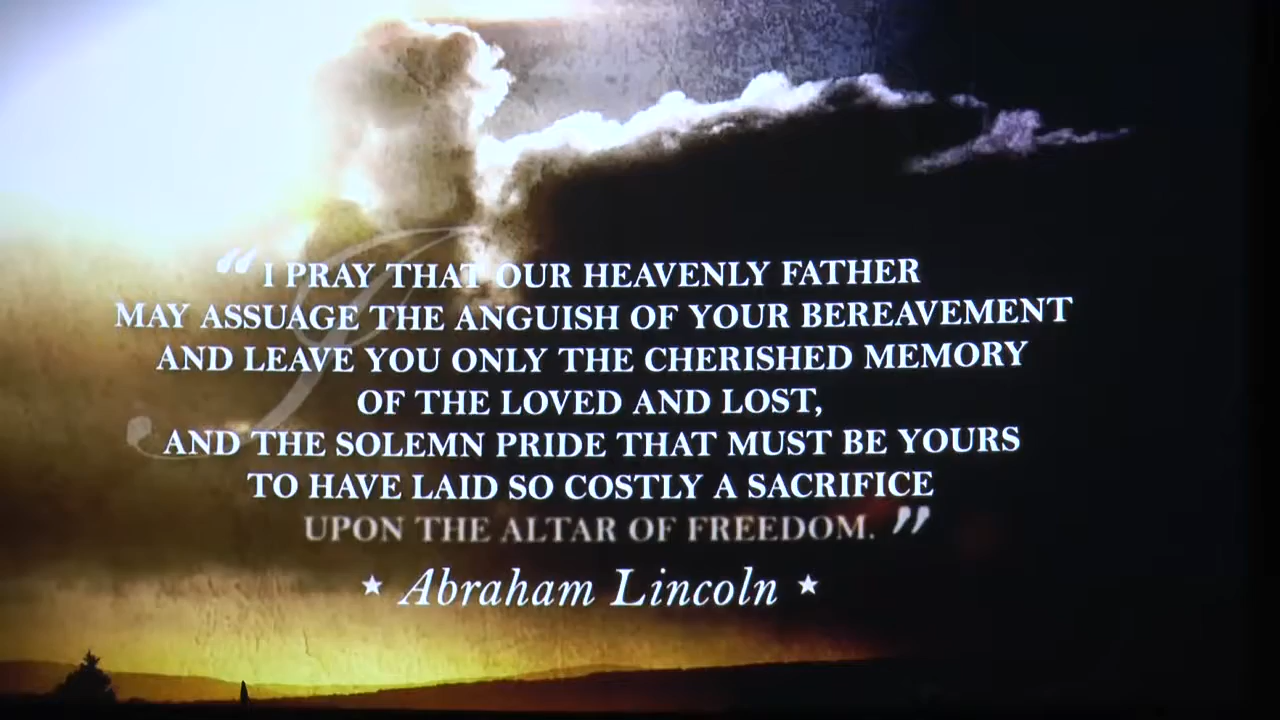 “I PRAY THAT OUR HEAVENLY FATHER
MAY ASSUAGE THE ANGUISH OF YOUR BEREAVEMENT
AND LEAVE YOU ONLY THE CHERISHED MEMORY
OF THE LOVED AND LOST,
AND THE SOLEMN PRIDE THAT MUST BE YOURS
TO HAVE LAID SO COSTLY A SACRIFICE
UPON THE ALTAR OF FREEDOM.”
★ Abraham Lincoln ★